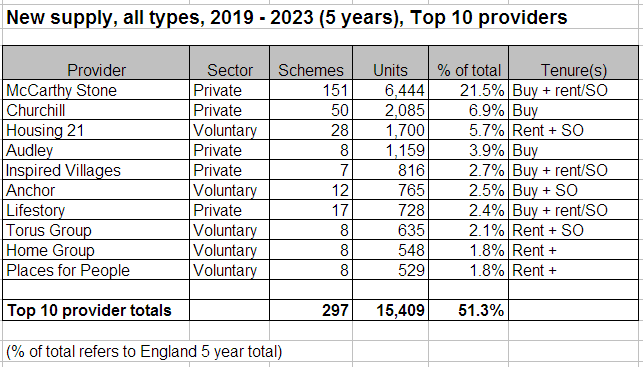 New supply, all types, 2019 - 2023 (5 years), Top 10 providers
Provider Sector Schemes Units % of total Tenure(s)
McCarthy Stone Private 151 6,444 21.5% Buy + rent/SO
Churchill Private 50 2,085 6.9% Buy
Housing 21 Voluntary 28 1,700 5.7% Rent + SO
Audley Private 8 1,159 3.9% Buy
Inspired Villages Private 7 816 2.7% Buy + rent/SO
Anchor Voluntary 12 765 2.5% Buy + SO
Lifestory Private 17 728 2.4% Buy + rent/SO
Torus Group Voluntary 8 635 2.1% Rent + SO
Home Group Voluntary 8 548 1.8% Rent +
Places for People Voluntary 8 529 1.8% Rent +
Top 10 provider totals 297 15,409 51.3%
(% of total refers to England 5 year total)